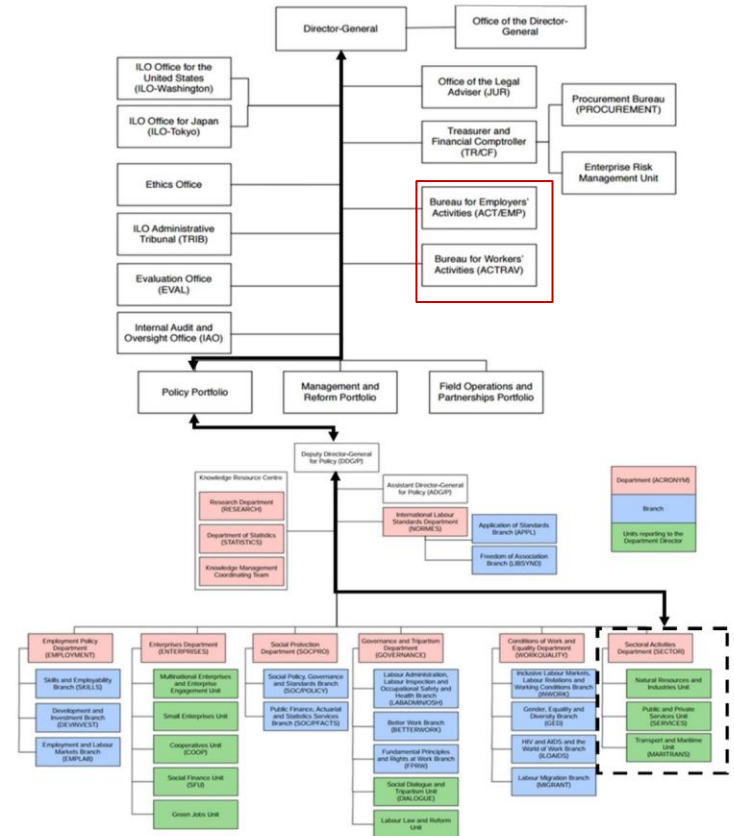 Director-General
Office of the Director-
General
ILO Office for the
United States
(ILO-Washington)
ILO Office for Japan
(ILO-Tokyo)
Ethics Office
ILO Administrative
Tribunal (TRIB)
Evaluation Office
(EVAL)
Internal Audit and
Oversight Office (IAO)
Office of the Legal
Adviser (JUR)
Treasurer and
Financial Comptroller
(TR/CF)
Procurement Bureau
(PROCUREMENT)
Enterprise Risk
Management Unit
Bureau for Employers'
Activities (ACT/EMP)
Bureau for Workers'
Activities (ACTRAV)
Policy Portfolio
Management and
Reform Portfolio
Field Operations and
Partnerships Portfolio
Deputy Director-General
for Policy (DDG/P)
Knowledge Resource Centre
Research Department
(RESEARCH)
Department of Statistics
(STATISTICS)
Knowledge Management
Coordinating Team
Assistant Director-General
for Policy (ADG/P)
International Labour
Standards Department
(NORMES)
Application of Standards
Branch (APPL)
Freedom of Association
Branch (LIBSYND)
Department (ACRONYM)
Branch
Units reporting to the
Department Director
Employment Policy
Department
(EMPLOYMENT)
Skills and Employability
Branch (SKILLS)
Development and
Investment Branch
(DEVINVEST)
Employment and Labour
Markets Branch
(EMPLAB)
Enterprises Department
(ENTERPRISES)
Multinational Enterprises
and Enterprise
Engagement Unit
Small Enterprises Unit
Cooperatives Unit
(COOP)
Social Finance Unit
(SFU)
Green Jobs Unit
Social Protection
Department (SOCPRO)
Social Policy, Governance
and Standards Branch
(SOC/POLICY)
Public Finance, Actuarial
and Statistics Services
Branch (SOC/PFACTS)
Governance and Tripartism
Department
(GOVERNANCE)
Labour Administration,
Labour Inspection and
Occupational Safety and
Health Branch
(LABADMIN/OSH)
Better Work Branch
(BETTERWORK)
Fundamental Principles
and Rights at Work Branch
(FPRW)
Social Dialogue and
Tripartism Unit
(DIALOGUE)
Labour Law and Reform
Unit
Conditions of Work and
Equality Department
(WORKQUALITY)
Inclusive Labour Markets,
Labour Relations and
Working Conditions Branch
(INWORK)
Gender, Equality and
Diversity Branch
(GED)
HIV and AIDS and the
World of Work Branch
(ILOAIDS)
Labour Migration Branch
(MIGRANT)
Sectoral Activities
Department (SECTOR)
Natural Resources and
Industries Unit
Public and Private
Services Unit
(SERVICES)
Transport and Maritime
Unit
(MARITRANS)